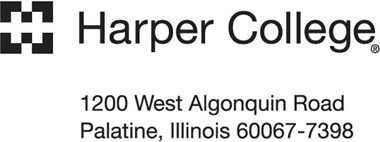 Harper College®
1200 West Algonquin Road
Palatine, Illinois 60067-7398